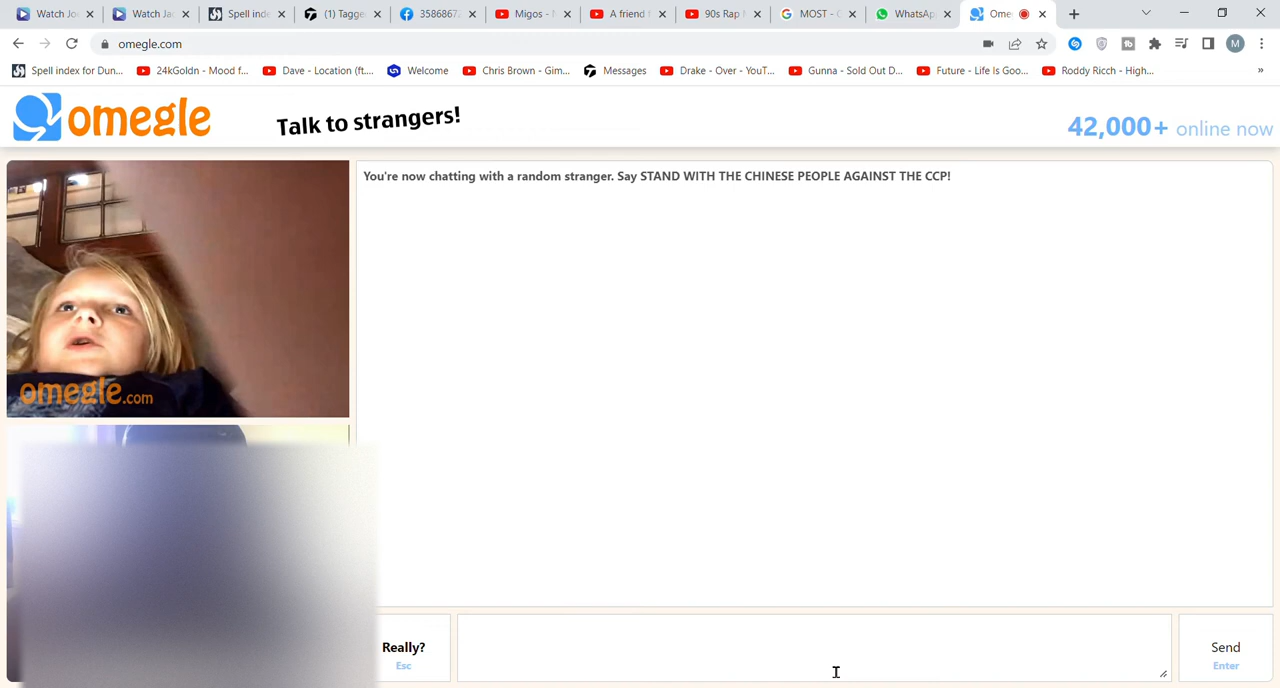 Watch Jo
Watch Ja
Spell inde
(1) Tagge
3586867
Migos -
A friend
90s Rap
MOST -
WhatsAp
Ome
omegle.com
M
Spell index for Dun...
24kGoldn - Mood f...
Dave - Location (ft....
Welcome
Chris Brown - Gim...
Messages
Drake - Over - YouT...
Gunna - Sold Out D...
Future - Life Is Goo...
Roddy Ricch - High...
»
omegle
Talk to strangers!
42,000+ online now
You're now chatting with a random stranger. Say STAND WITH THE CHINESE PEOPLE AGAINST THE CCP!
omegle.com
Really?
Esc
Send
Enter